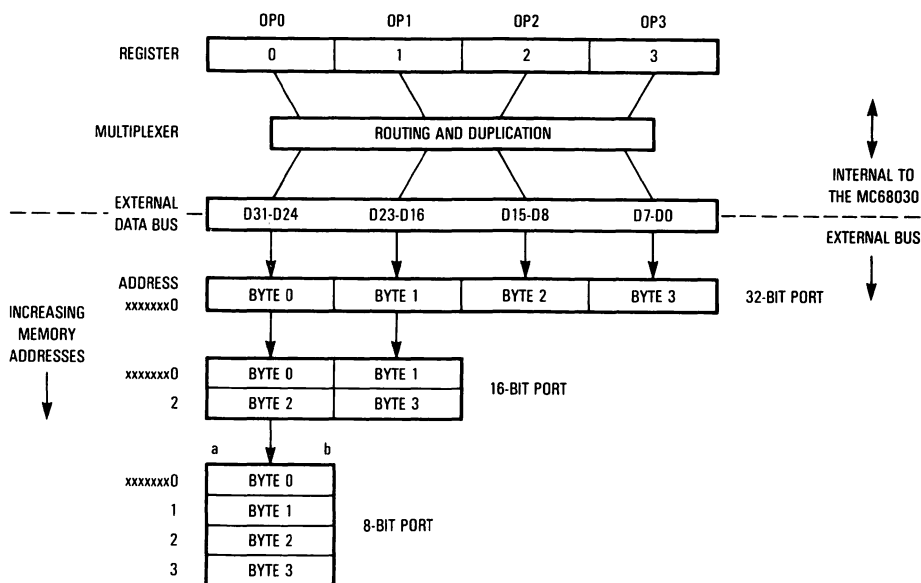 OP0 OP1 OP2 OP3
REGISTER 0 1 2 3
MULTIPLEXER ROUTING AND DUPLICATION
INTERNAL TO
THE MC68030
EXTERNAL
DATA BUS
D31-D24 D23-D16 D15-D8 D7-D0
EXTERNAL BUS
ADDRESS
xxxxxxx0
BYTE 0 BYTE 1 BYTE 2 BYTE 3 32-BIT PORT
INCREASING
MEMORY
ADDRESSES
xxxxxxx0 BYTE 0 BYTE 1
2 BYTE 2 BYTE 3
16-BIT PORT
a b
xxxxxxx0 BYTE 0
1 BYTE 1
2 BYTE 2
3 BYTE 3
8-BIT PORT